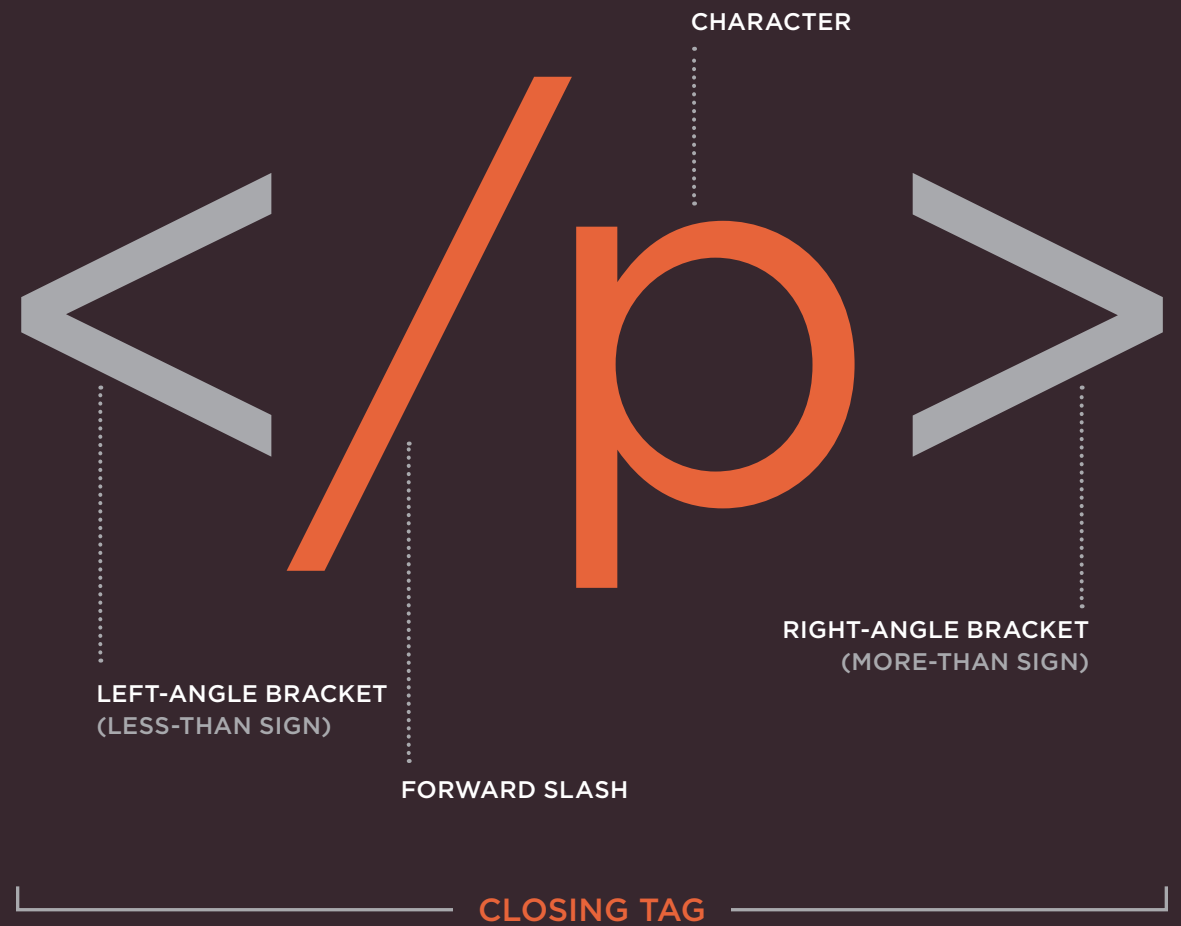 CHARACTER
</p>
RIGHT-ANGLE BRACKET
(MORE-THAN SIGN)
LEFT-ANGLE BRACKET
(LESS-THAN SIGN)
FORWARD SLASH
CLOSING TAG